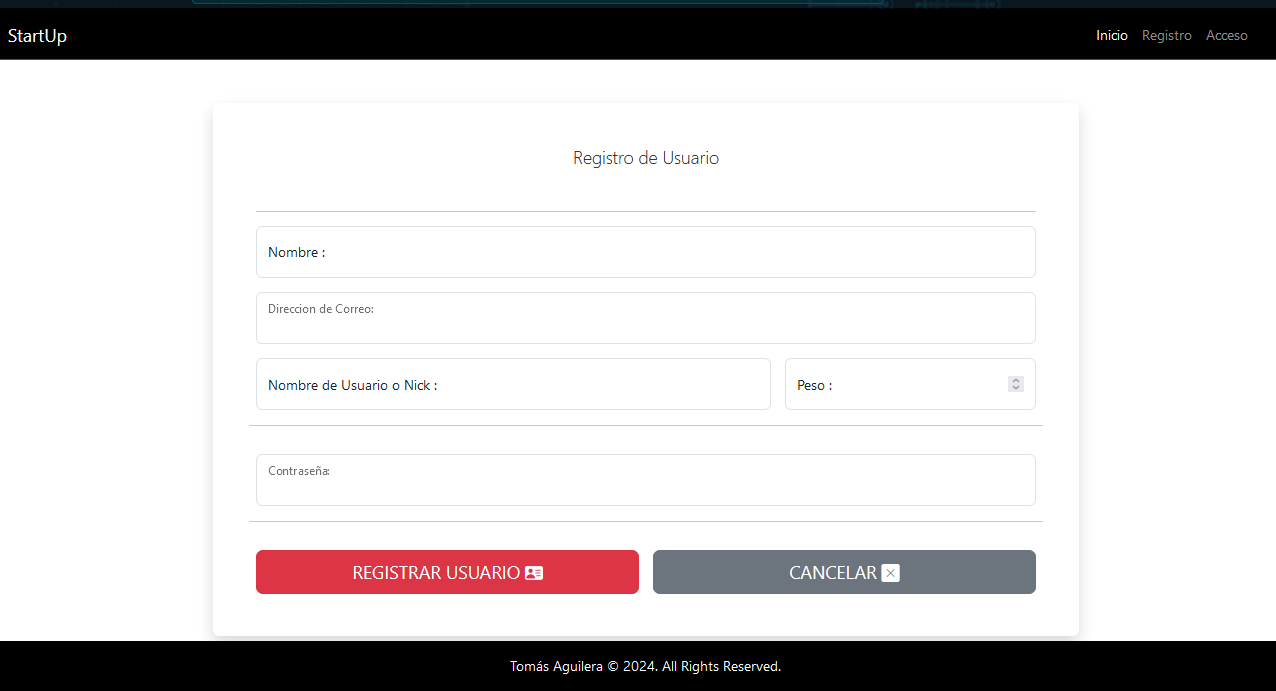 StartUp
Inicio Registro Acceso
Registro de Usuario
Nombre :
Direccion de Correo:
Nombre de Usuario o Nick :
Peso :
Contraseña:
REGISTRAR USUARIO
CANCELAR
Tomás Aguilera © 2024. All Rights Reserved.